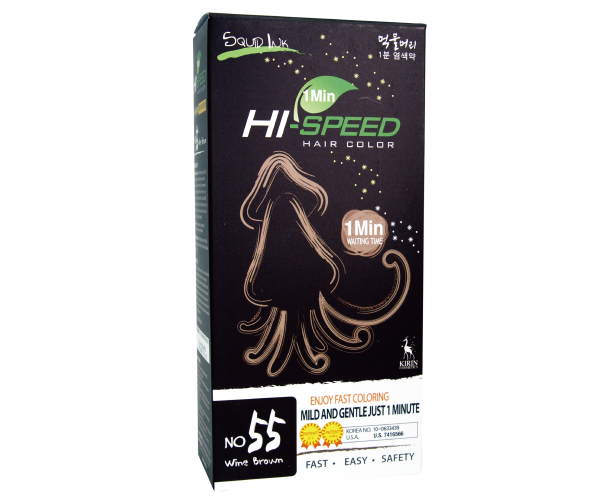 SQUID INK
먹물머리
1분 염색약
1Min
HI-SPEED
HAIR COLOR
1Min
WAITING TIME
KIRIN
ENJOY FAST COLORING
MILD AND GENTLE JUST 1 MINUTE
KOREA NO. 10-0633439
U.S.A. U.S. 7416566
NO 55
Wine Brown
FAST • EASY • SAFETY